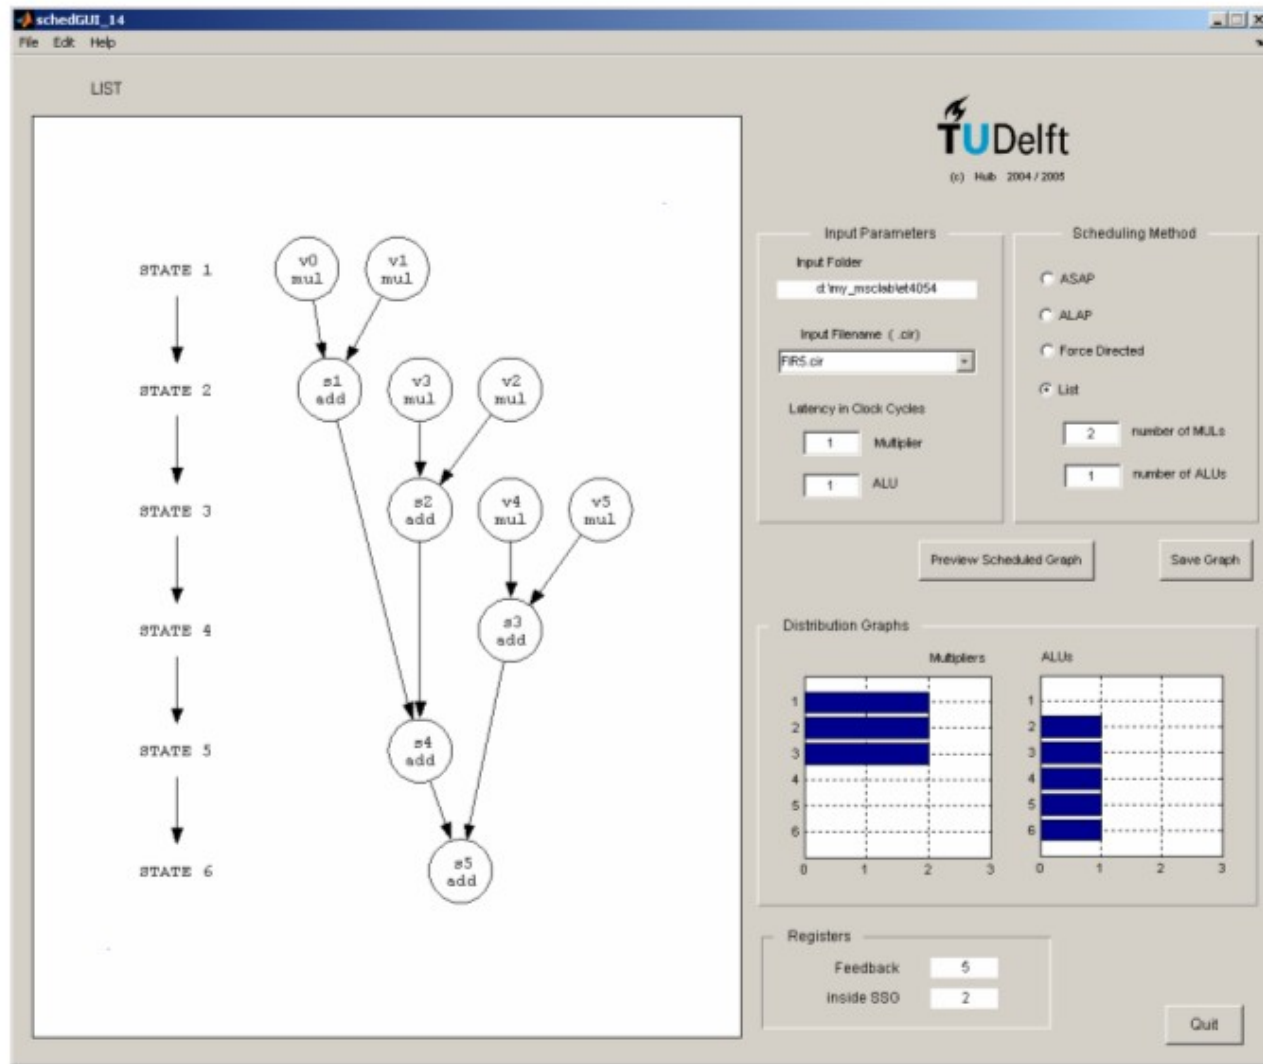 schedGUI_14
File Edit Help
LIST
STATE 1
v0
mul
v1
mul
STATE 2
s1
add
v3
mul
v2
mul
STATE 3
s2
add
v4
mul
v5
mul
STATE 4
s3
add
STATE 5
s4
add
STATE 6
s5
add
TUDelft
(c) Huib 2004 / 2005
Input Parameters
Input Folder
d:\my_msclab\et4054
Input Filename ( .cir)
FIR5.cir
Latency in Clock Cycles
1 Multiplier
1 ALU
Scheduling Method
ASAP
ALAP
Force Directed
List
2 number of MULs
1 number of ALUs
Preview Scheduled Graph
Save Graph
Distribution Graphs
Multipliers
1
2
3
4
5
6
0 1 2 3
ALUs
1
2
3
4
5
6
0 1 2 3
Registers
Feedback 5
inside SSG 2
Quit